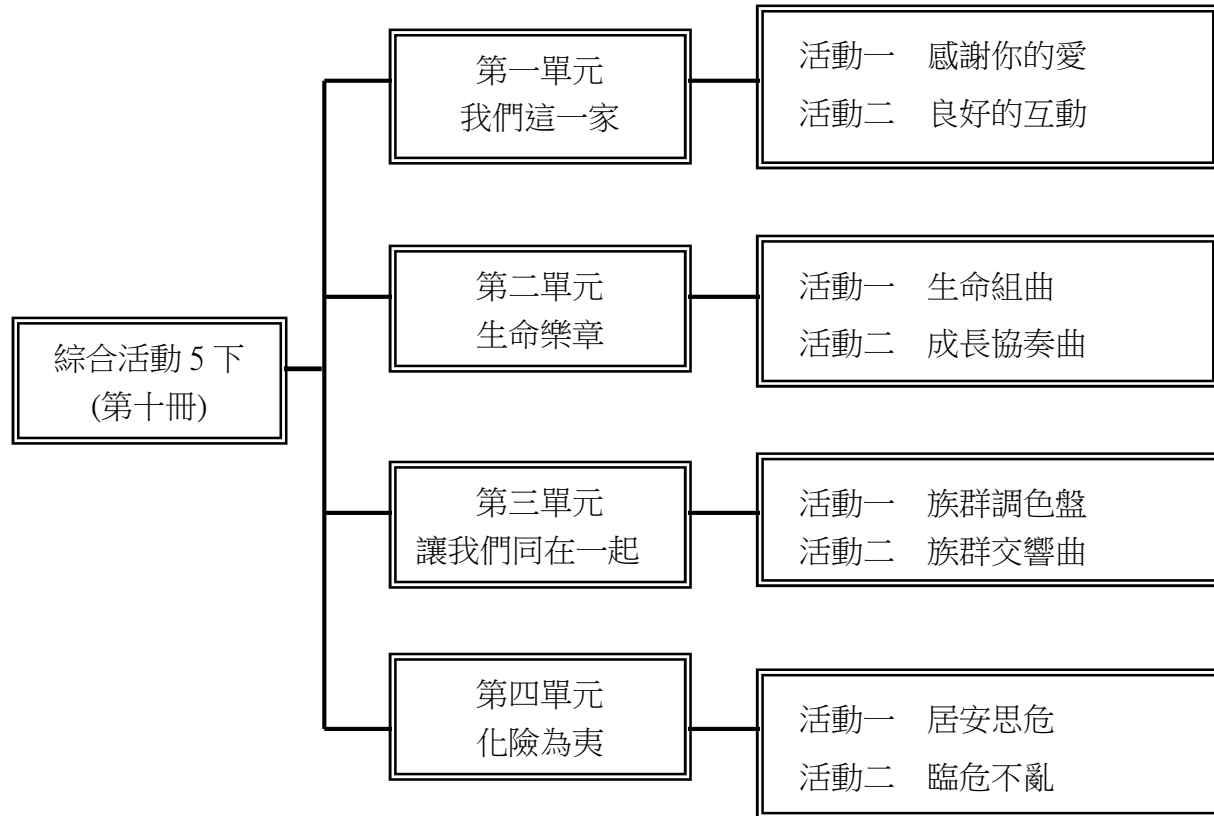 綜合活動 5 下
(第十冊)
第一單元
我們這一家
活動一　感謝你的愛
活動二　良好的互動
第二單元
生命樂章
活動一　生命組曲
活動二　成長協奏曲
第三單元
讓我們同在一起
活動一　族群調色盤
活動二　族群交響曲
第四單元
化險為夷
活動一　居安思危
活動二　臨危不亂